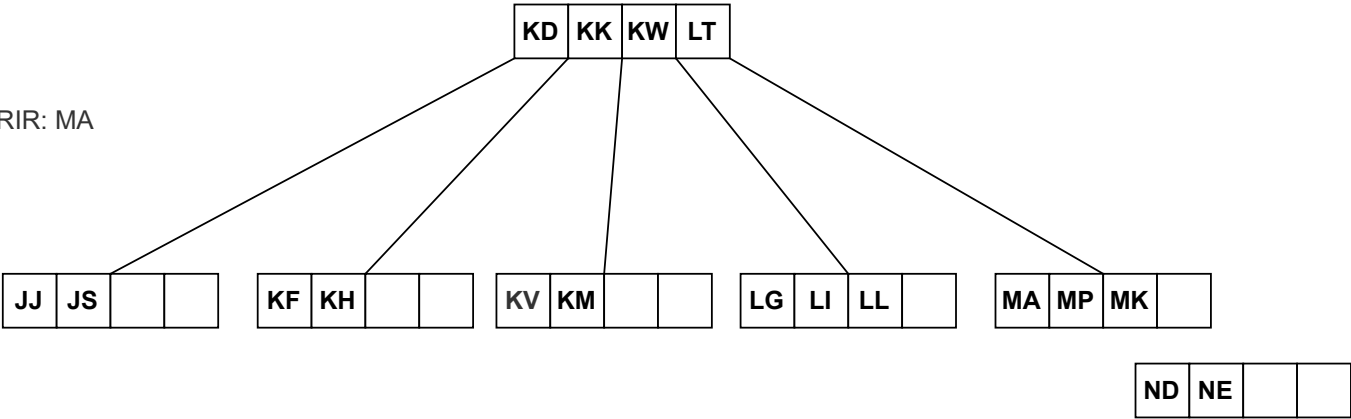 KD KK KW LT
RIR: MA
JJ JS KF KH KV KM LG LI LL MA MP MK
ND NE